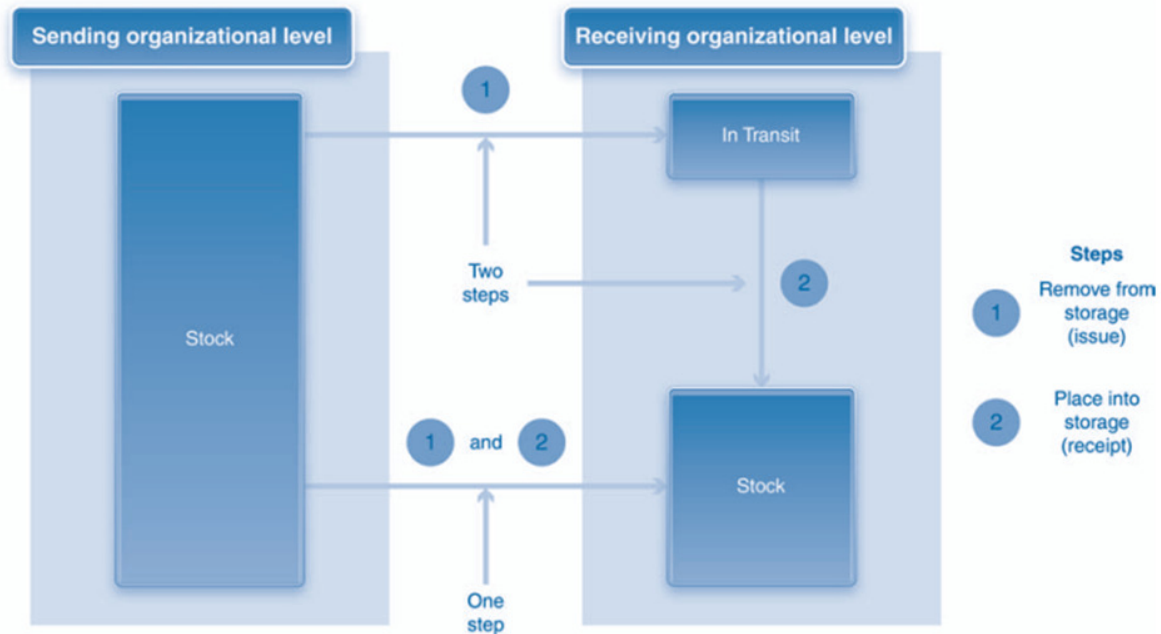 Sending organizational level
Receiving organizational level
1
In Transit
Two
steps
2
Stock
1 and 2
Stock
One
step
Steps
1
Remove from
storage
(issue)
2
Place into
storage
(receipt)